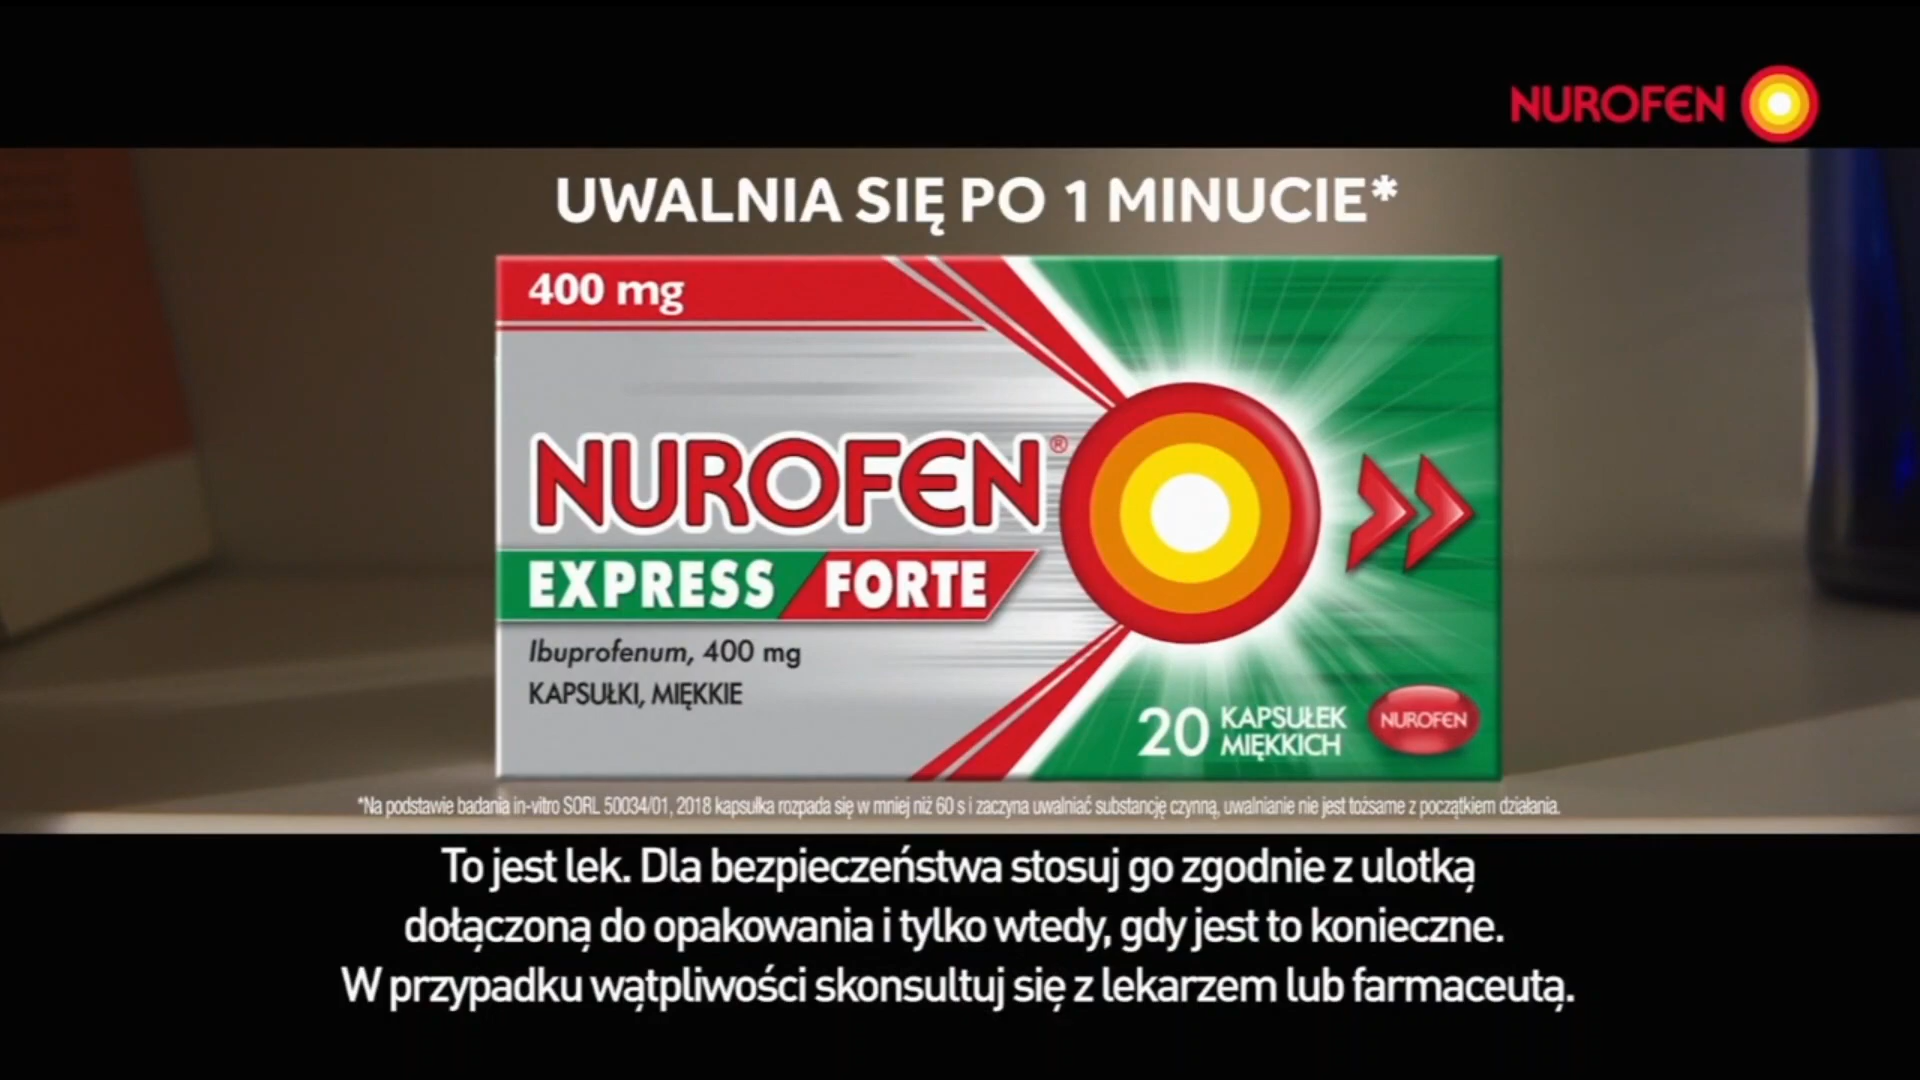 NUROFEN
UWALNIA SIĘ PO 1 MINUCIE*
400 mg
NUROFEN®
EXPRESS FORTE
Ibuprofenum, 400 mg
KAPSUŁKI, MIĘKKIE
20 KAPSUŁEK
MIĘKKICH
NUROFEN
*Na podstawie badania in-vitro SORL 50034/01, 2018 kapsułka rozpada się w mniej niż 60 s i zaczyna uwalniać substancję czynną, uwalnianie nie jest tożsame z początkiem działania.
To jest lek. Dla bezpieczeństwa stosuj go zgodnie z ulotką
dołączoną do opakowania i tylko wtedy, gdy jest to konieczne.
W przypadku wątpliwości skonsultuj się z lekarzem lub farmaceutą.